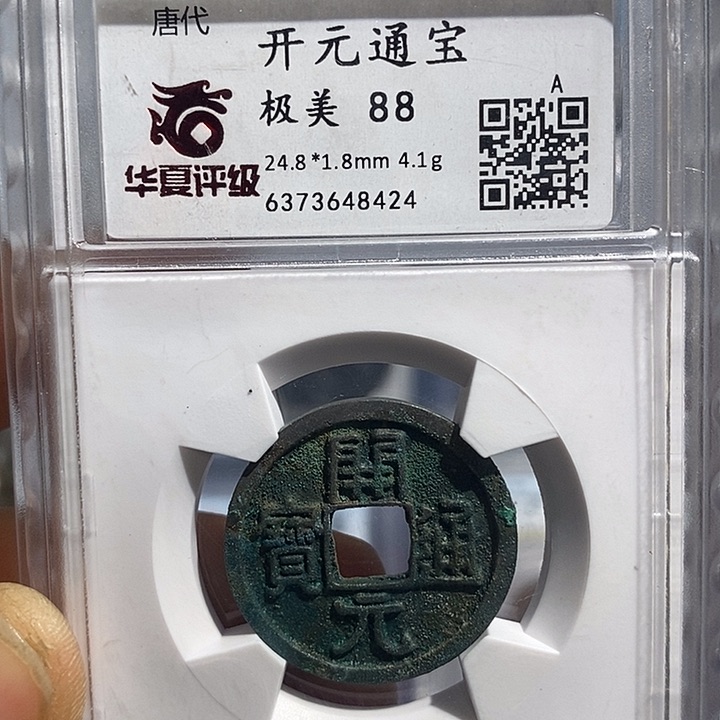 唐代
开元通宝
极美 88
A
华夏评级
24.8*1.8mm 4.1g
6373648424
開
寶 通
元